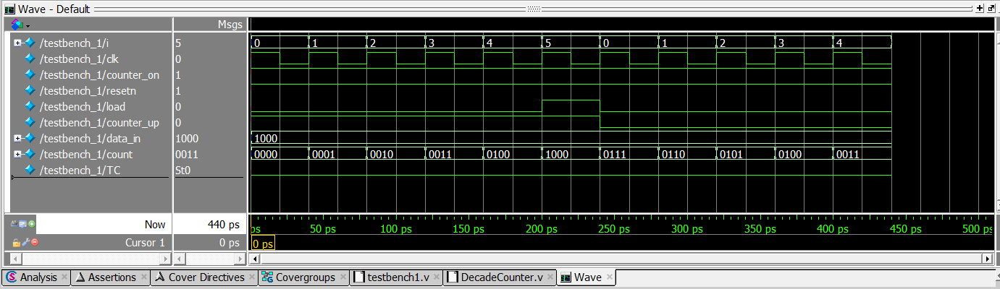 Wave - Default
Msgs
/testbench_1/i 5 0 1 2 3 4 5 0 1 2 3 4
/testbench_1/clk 0
/testbench_1/counter_on 1
/testbench_1/resetn 1
/testbench_1/load 0
/testbench_1/counter_up 0
/testbench_1/data_in 1000 1000
/testbench_1/count 0011 0000 0001 0010 0011 0100 1000 0111 0110 0101 0100 0011
/testbench_1/TC St0
Now 440 ps ps 50 ps 100 ps 150 ps 200 ps 250 ps 300 ps 350 ps 400 ps 450 ps 500 ps
Cursor 1 0 ps 0 ps
Analysis Assertions Cover Directives Covergroups testbench1.v DecadeCounter.v Wave